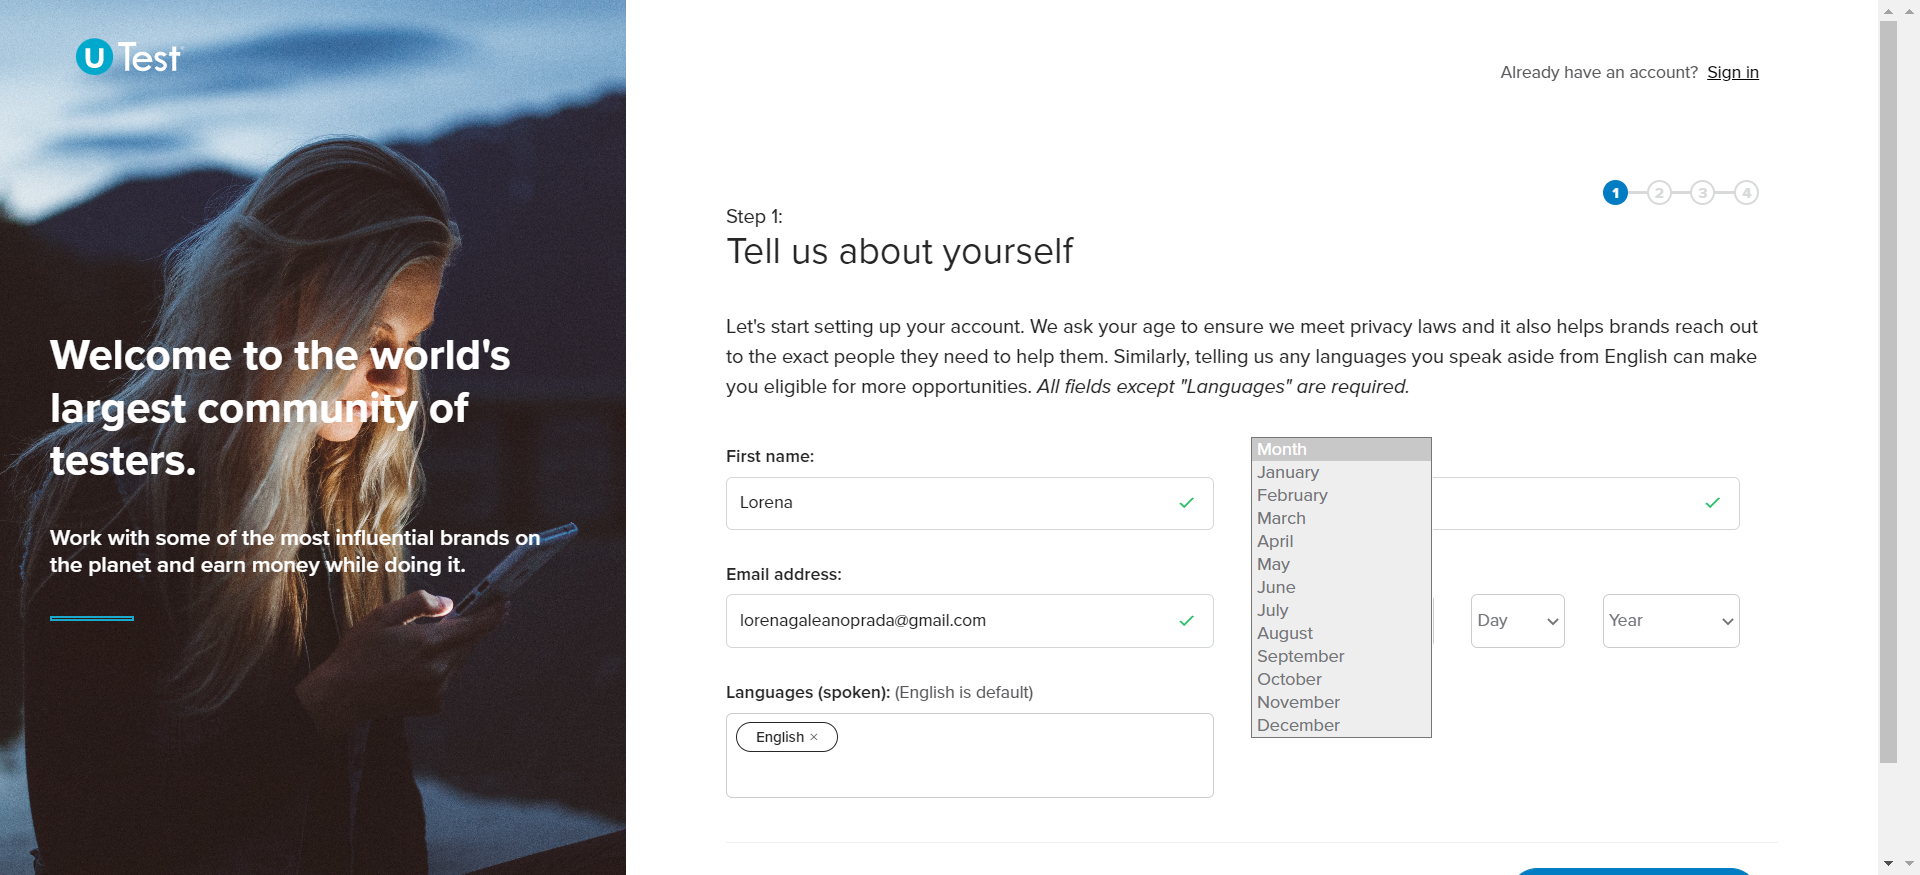 U Test
Welcome to the world's
largest community of
testers.
Work with some of the most influential brands on
the planet and earn money while doing it.
Already have an account? Sign in
1 2 3 4
Step 1:
Tell us about yourself
Let's start setting up your account. We ask your age to ensure we meet privacy laws and it also helps brands reach out
to the exact people they need to help them. Similarly, telling us any languages you speak aside from English can make
you eligible for more opportunities. All fields except "Languages" are required.
First name:
Lorena
Email address:
lorenagaleanoprada@gmail.com
Languages (spoken): (English is default)
English ×
Month
January
February
March
April
May
June
July
August
September
October
November
December
Day
Year